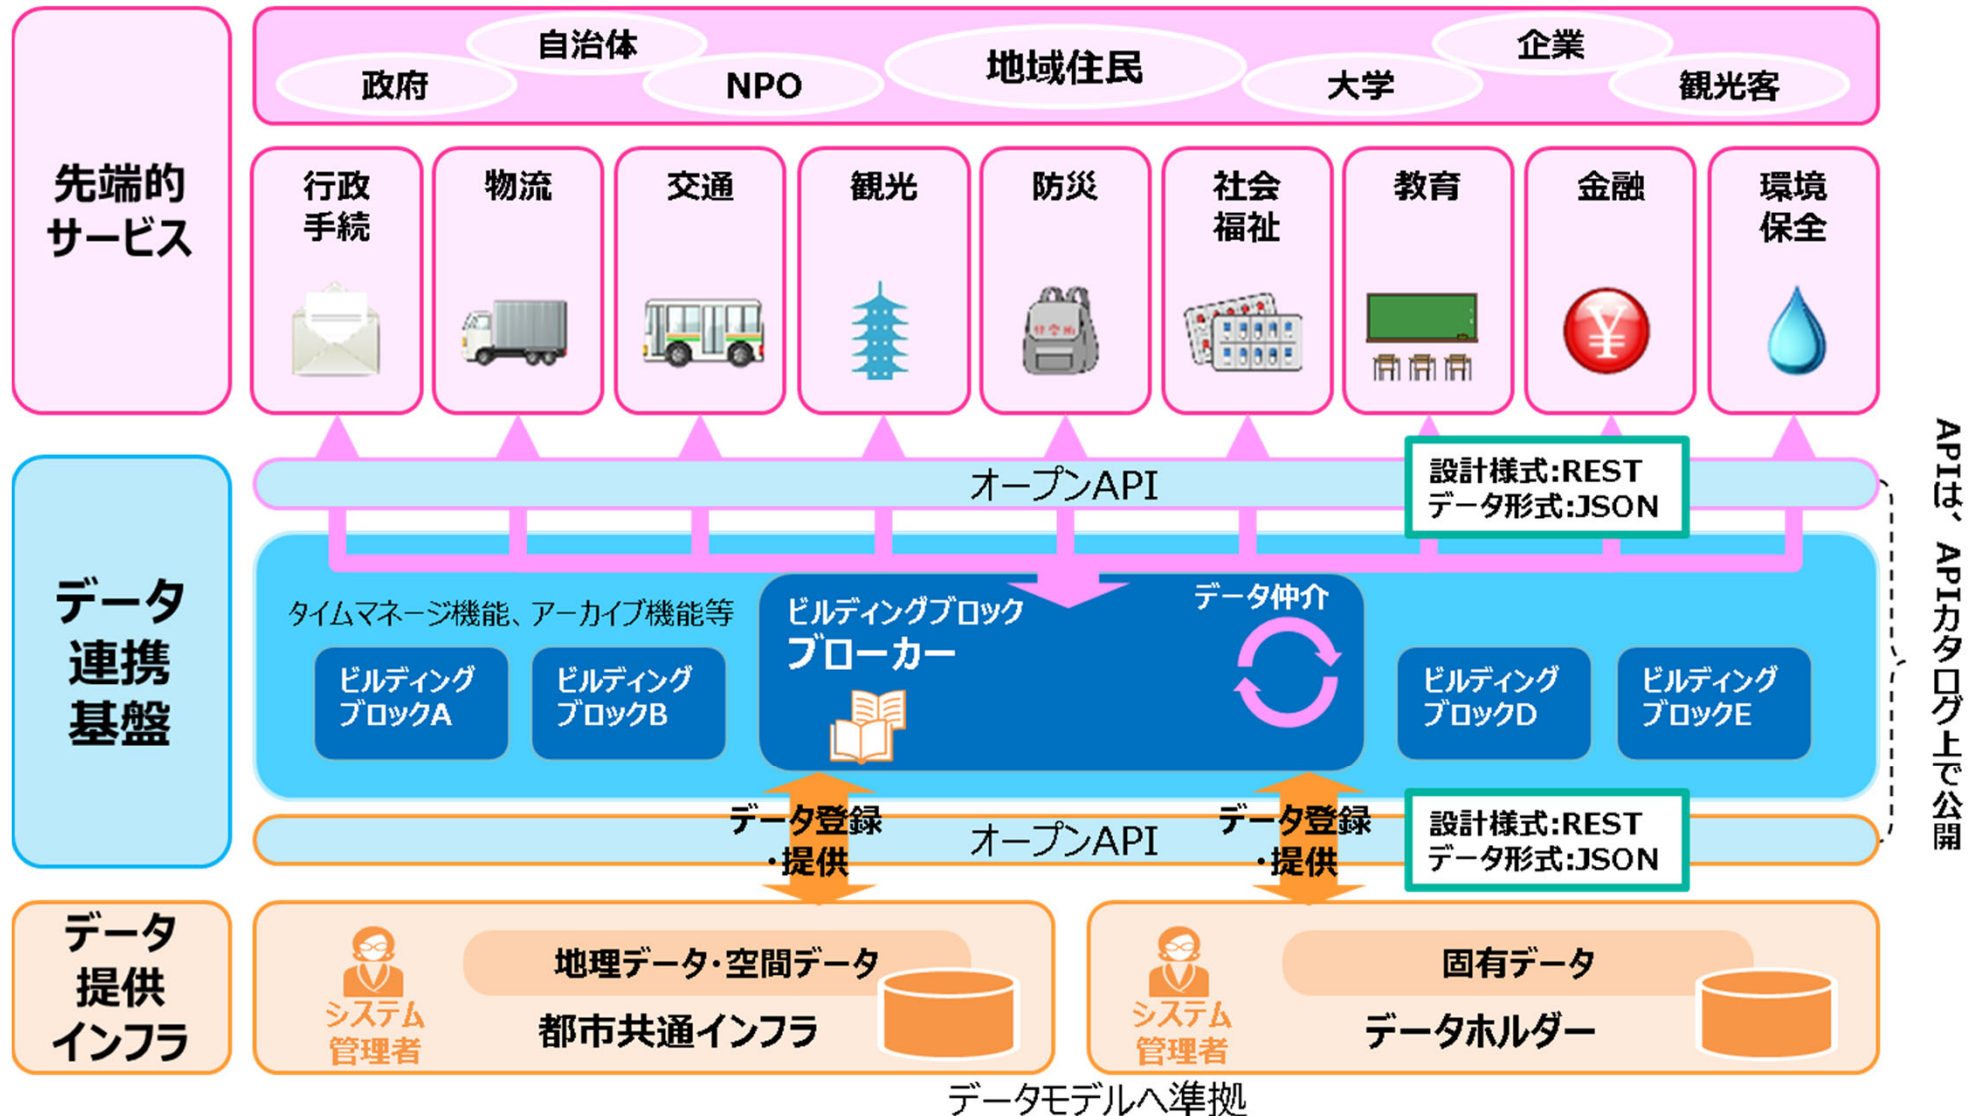 先端的
サービス
政府
自治体
NPO
地域住民
大学
企業
観光客
行政
手続
物流
交通
観光
防災
社会
福祉
教育
金融
環境
保全
データ
連携
基盤
オープンAPI
設計様式:REST
データ形式:JSON
タイムマネージ機能、アーカイブ機能等
ビルディング
ブロックA
ビルディング
ブロックB
ビルディングブロック
ブローカー
データ仲介
ビルディング
ブロックD
ビルディング
ブロックE
データ登録
・提供
オープンAPI
データ登録
・提供
設計様式:REST
データ形式:JSON
APIは、APIカタログ上で公開
データ
提供
インフラ
システム
管理者
地理データ・空間データ
都市共通インフラ
システム
管理者
固有データ
データホルダー
データモデルへ準拠